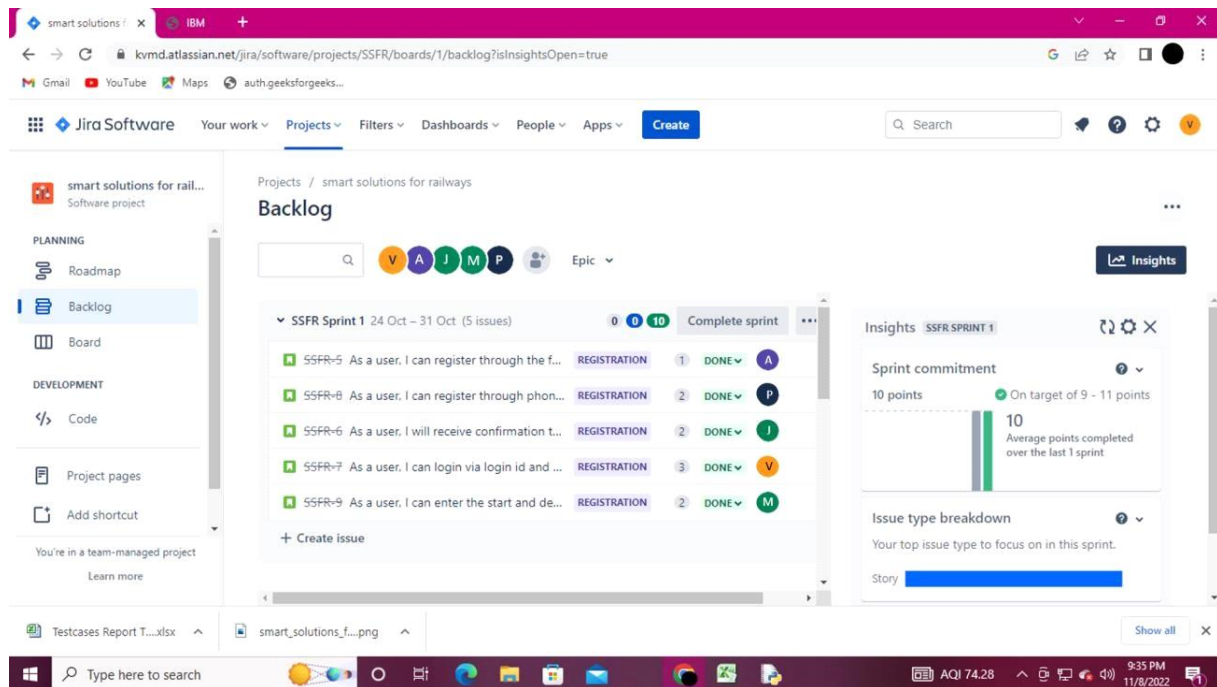 smart solutions f
IBM
kvmd.atlassian.net/jira/software/projects/SSFR/boards/1/backlog?isInsightsOpen=true
Gmail YouTube Maps auth.geeksforgeeks...
Jira Software Your work Projects Filters Dashboards People Apps Create Search V
smart solutions for rail...
Software project
PLANNING
Roadmap
Backlog
Board
DEVELOPMENT
Code
Project pages
Add shortcut
You're in a team-managed project
Learn more
Projects / smart solutions for railways
Backlog
V A J M P Epic Insights
SSFR Sprint 1 24 Oct – 31 Oct (5 issues) 0 0 10 Complete sprint
SSFR-5 As a user, I can register through the f... REGISTRATION 1 DONE A
SSFR-8 As a user, I can register through phon... REGISTRATION 2 DONE P
SSFR-6 As a user, I will receive confirmation t... REGISTRATION 2 DONE J
SSFR-7 As a user, I can login via login id and ... REGISTRATION 3 DONE V
SSFR-9 As a user, I can enter the start and de... REGISTRATION 2 DONE M
+ Create issue
Insights SSFR SPRINT 1
Sprint commitment
10 points On target of 9 - 11 points
10
Average points completed
over the last 1 sprint
Issue type breakdown
Your top issue type to focus on in this sprint.
Story
Testcases Report T....xlsx smart_solutions_f....png Show all
Type here to search AQI 74.28 9:35 PM
11/8/2022